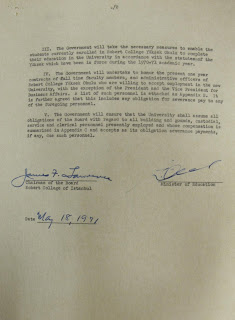 III. The Government will take the necessary measures to enable the
students currently enrolled in Robert College Yüksek Okulu to complete
their education in the University in accordance with the statutes of the
Yüksek which have been in force during the 1970-71 academic year.
IV. The Government will undertake to honor the present one year
contracts of full time faculty members, and administrative officers of
Robert College Yüksek Okulu who are willing to accept employment in the new
University, with the exception of the President and the Vice President for
Business Affairs. A list of such personnel is attached as Appendix B. It
is further agreed that this includes any obligation for severance pay to any
of the foregoing personnel.
V. The Government will ensure that the University shall assume all
obligations of the Board with regard to all building and grounds, material,
service and clerical personnel presently employed and whose compensation is
summarized in Appendix C and accepts as its obligation severance payments,
if any, due such personnel.
James F. Lawrence
Chairman of the Board
Robert College of Istanbul
Minister of Education
Date May 18, 1971